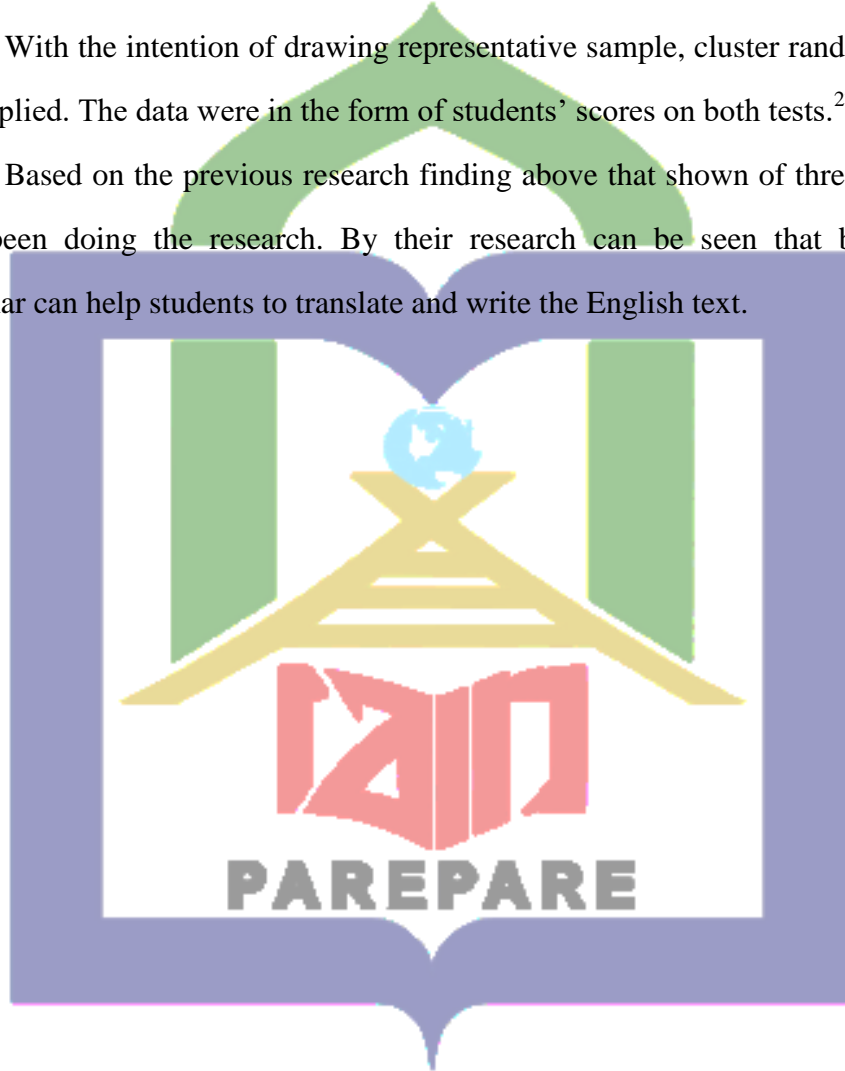 With the intention of drawing representative sample, cluster rand
plied. The data were in the form of students’ scores on both tests.2
Based on the previous research finding above that shown of thre
been doing the research. By their research can be seen that b
ar can help students to translate and write the English text.
iain
PAREPARE